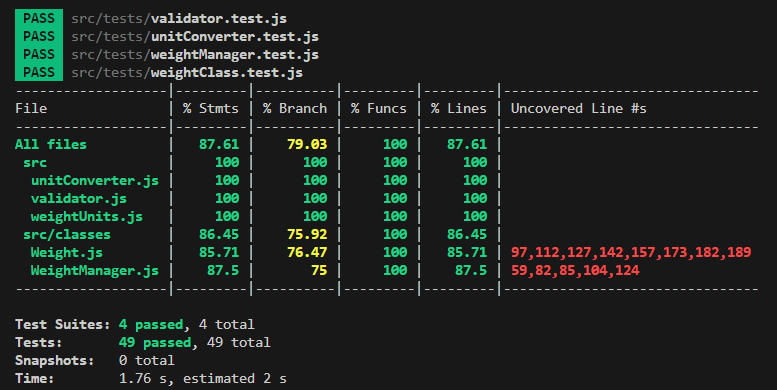 PASS src/tests/validator.test.js
PASS src/tests/unitConverter.test.js
PASS src/tests/weightManager.test.js
PASS src/tests/weightClass.test.js
------------------|---------|----------|---------|---------|------------------------------
File              | % Stmts | % Branch | % Funcs | % Lines | Uncovered Line #s
------------------|---------|----------|---------|---------|------------------------------
All files         |   87.61 |    79.03 |     100 |   87.61 |
 src              |     100 |      100 |     100 |     100 |
  unitConverter.js |     100 |      100 |     100 |     100 |
  validator.js    |     100 |      100 |     100 |     100 |
  weightUnits.js  |     100 |      100 |     100 |     100 |
 src/classes      |   86.45 |    75.92 |     100 |   86.45 |
  Weight.js       |   85.71 |    76.47 |     100 |   85.71 | 97,112,127,142,157,173,182,189
  WeightManager.js |    87.5 |       75 |     100 |    87.5 | 59,82,85,104,124
------------------|---------|----------|---------|---------|------------------------------
Test Suites: 4 passed, 4 total
Tests:       49 passed, 49 total
Snapshots:   0 total
Time:        1.76 s, estimated 2 s